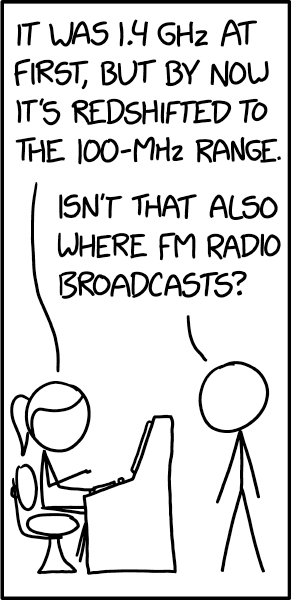 IT WAS 1.4 GHz AT
FIRST, BUT BY NOW
IT'S REDSHIFTED TO
THE 100-MHz RANGE.
ISN'T THAT ALSO
WHERE FM RADIO
BROADCASTS?